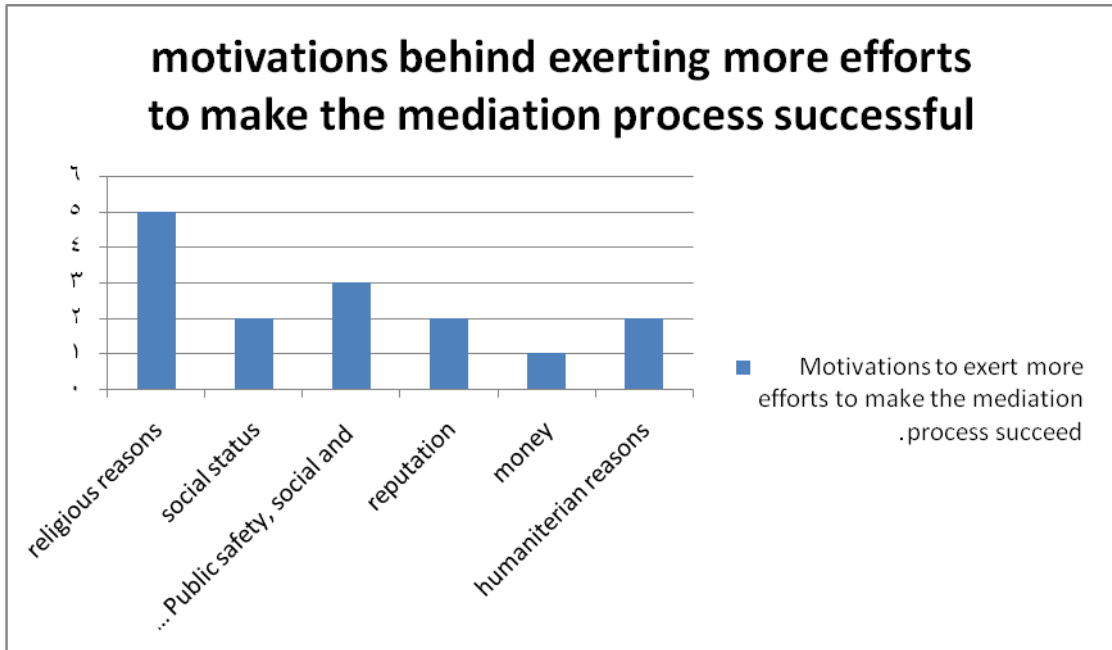 motivations behind exerting more efforts
to make the mediation process successful
٦
٥
٤
٣
٢
١
٠
religious reasons
social status
... Public safety, social and
reputation
money
humaniterian reasons
Motivations to exert more
efforts to make the mediation
.process succeed